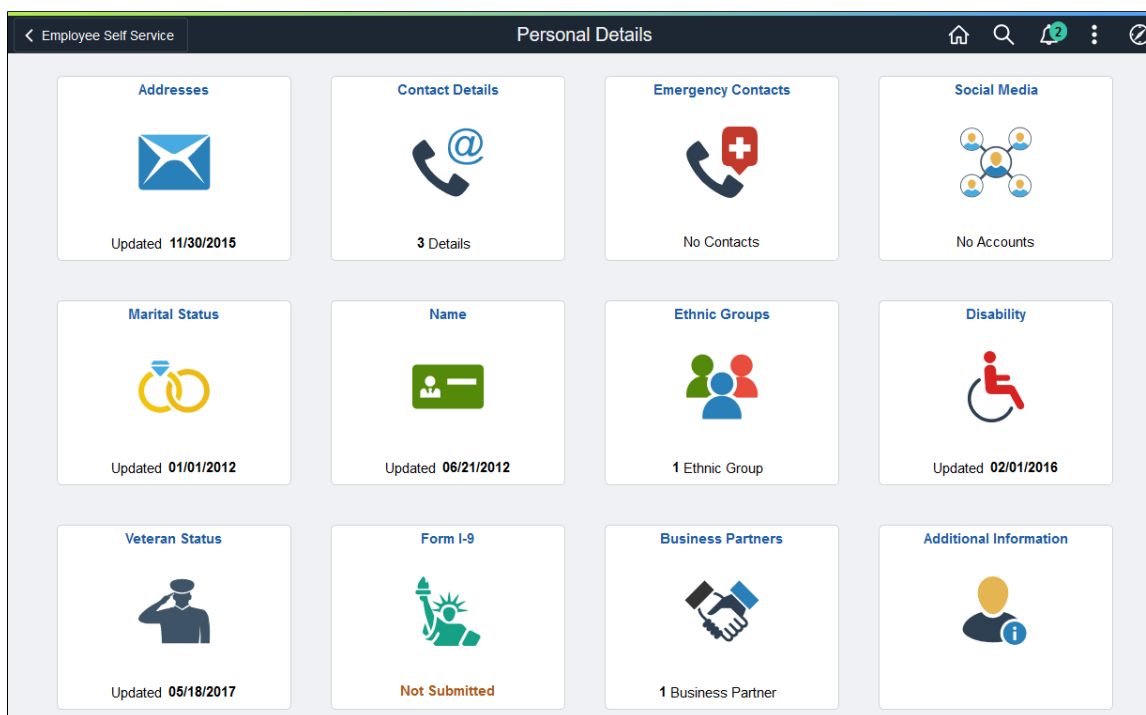 Employee Self Service
Personal Details
2
Addresses
Updated 11/30/2015
Contact Details
@
3 Details
Emergency Contacts
No Contacts
Social Media
No Accounts
Marital Status
Updated 01/01/2012
Name
Updated 06/21/2012
Ethnic Groups
1 Ethnic Group
Disability
Updated 02/01/2016
Veteran Status
Updated 05/18/2017
Form I-9
Not Submitted
Business Partners
1 Business Partner
Additional Information
i